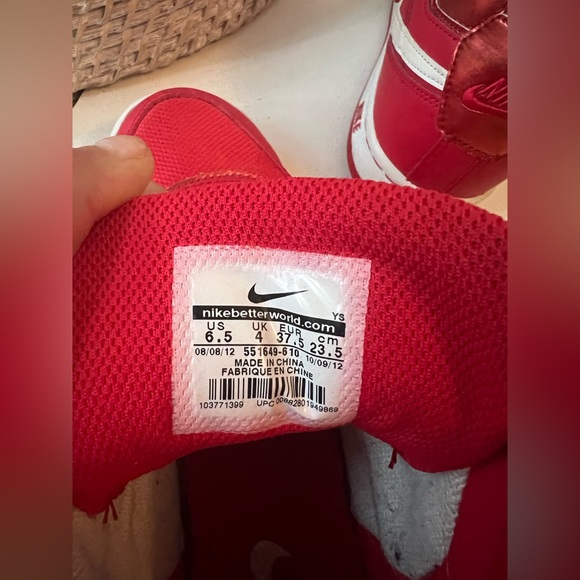 YS
nikebetterworld.com
US UK EUR cm
6.5 4 37.5 23.5
08/08/12 551649-610 10/09/12
MADE IN CHINA
FABRIQUE EN CHINE
103771399 UPC 00882801949869